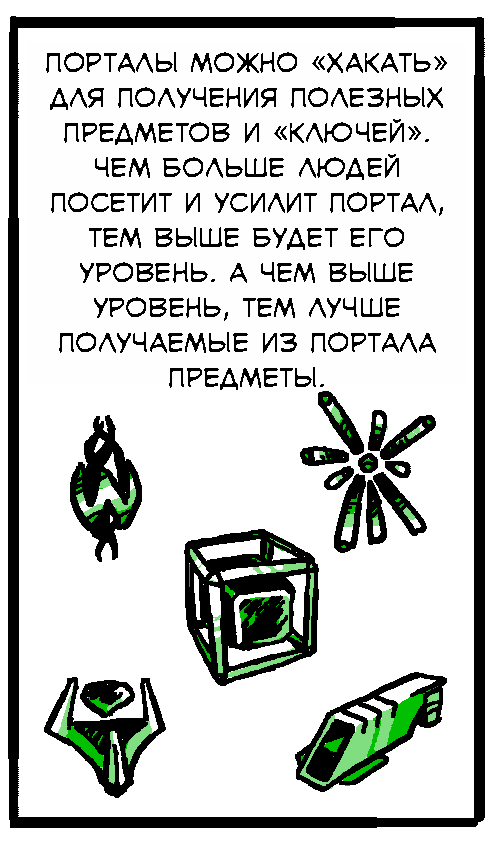 ПОРТАЛЫ МОЖНО «ХАКАТЬ»
ДЛЯ ПОЛУЧЕНИЯ ПОЛЕЗНЫХ
ПРЕДМЕТОВ И «КЛЮЧЕЙ».
ЧЕМ БОЛЬШЕ ЛЮДЕЙ
ПОСЕТИТ И УСИЛИТ ПОРТАЛ,
ТЕМ ВЫШЕ БУДЕТ ЕГО
УРОВЕНЬ. А ЧЕМ ВЫШЕ
УРОВЕНЬ, ТЕМ ЛУЧШЕ
ПОЛУЧАЕМЫЕ ИЗ ПОРТАЛА
ПРЕДМЕТЫ.